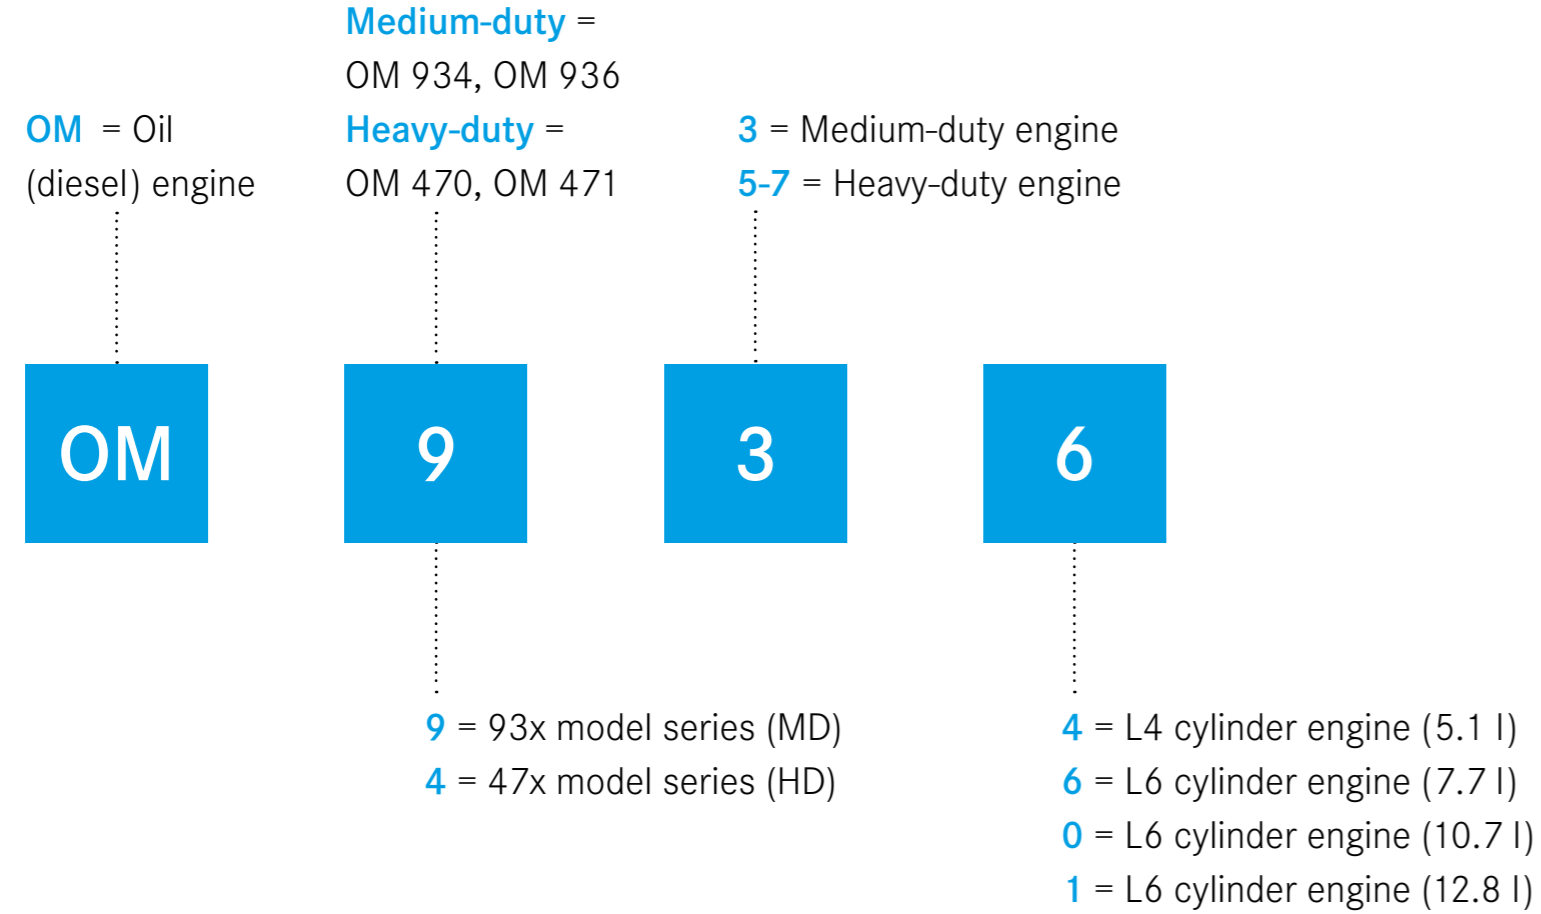 OM = Oil
(diesel) engine
Medium-duty =
OM 934, OM 936
Heavy-duty =
OM 470, OM 471
3 = Medium-duty engine
5-7 = Heavy-duty engine
OM
9
3
6
9 = 93x model series (MD)
4 = 47x model series (HD)
4 = L4 cylinder engine (5.1 l)
6 = L6 cylinder engine (7.7 l)
0 = L6 cylinder engine (10.7 l)
1 = L6 cylinder engine (12.8 l)